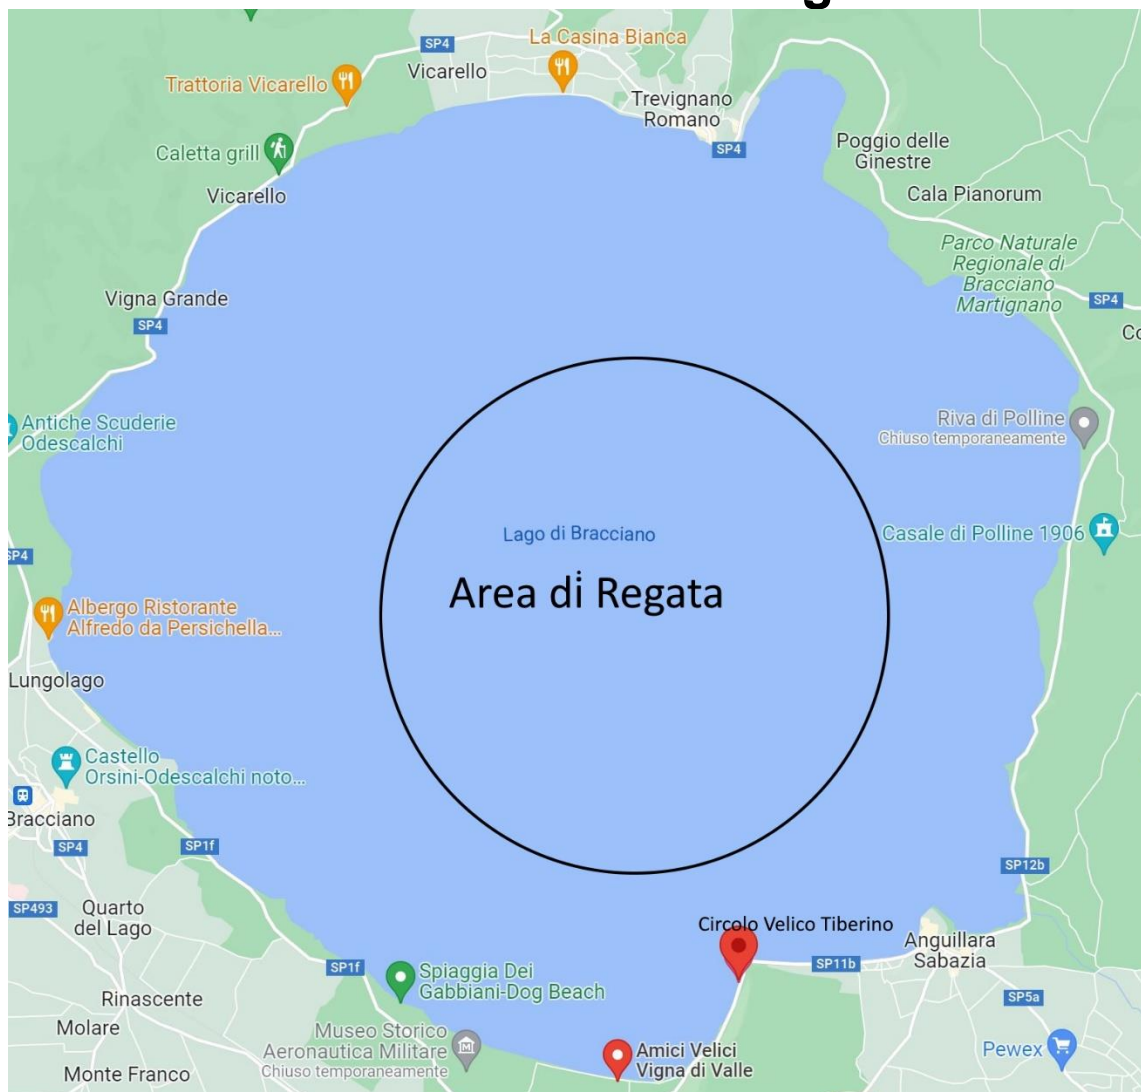 g
SP4
La Casina Bianca
Vicarello
Trattoria Vicarello
Trevignano
Romano
SP4
Poggio delle
Ginestre
Caletta grill
Vicarello
Cala Pianorum
Parco Naturale
Regionale di
Bracciano
Martignano
Vigna Grande
SP4
SP4
Co
Antiche Scuderie
Odescalchi
Riva di Polline
Chiuso temporaneamente
Lago di Bracciano
Casale di Polline 1906
SP4
Area di Regata
Albergo Ristorante
Alfredo da Persichella...
Lungolago
Castello
Orsini-Odescalchi noto...
Bracciano
SP4
SP1f
SP12b
SP493
Quarto
del Lago
Circolo Velico Tiberino
Anguillara
Sabazia
SP11b
SP1f
Spiaggia Dei
Gabbiani-Dog Beach
Rinascente
SP5a
Molare
Museo Storico
Aeronautica Militare
Chiuso temporaneamente
Amici Velici
Vigna di Valle
Pewex
Monte Franco